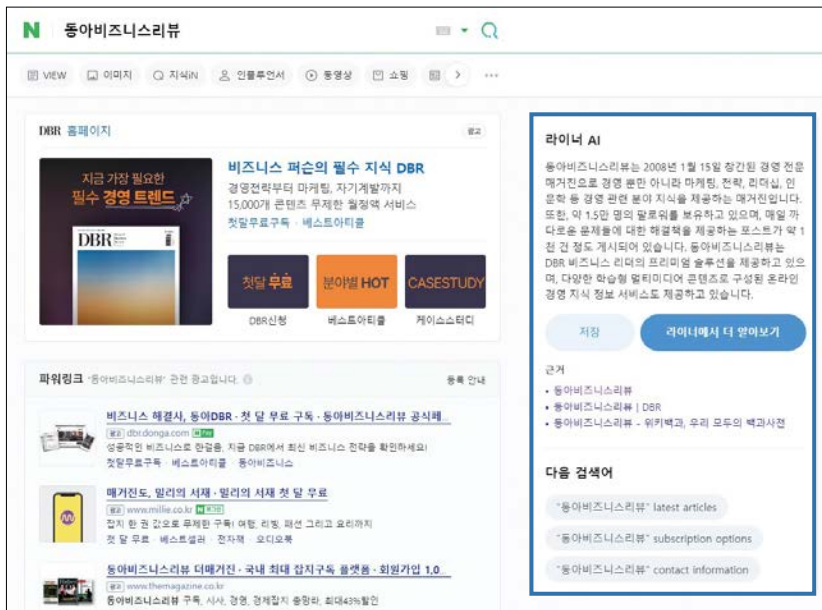 N 동아비즈니스리뷰
VIEW 이미지 지식iN 인플루언서 동영상 쇼핑
DBR 홈페이지 광고
지금 가장 필요한
필수 경영 트렌드
DBR
비즈니스 퍼슨의 필수 지식 DBR
경영전략부터 마케팅, 자기계발까지
15,000개 콘텐츠 무제한 월정액 서비스
첫달무료구독 · 베스트아티클
첫달 무료 분야별 HOT CASESTUDY
DBR신청 베스트아티클 케이스스터디
파워링크 '동아비즈니스리뷰' 관련 광고입니다. 등록 안내
비즈니스 해결사, 동아DBR · 첫 달 무료 구독 · 동아비즈니스리뷰 공식페...
광고 dbr.donga.com
성공적인 비즈니스로 한걸음, 지금 DBR에서 최신 비즈니스 전략을 확인하세요!
첫달무료구독 · 베스트아티클 · 동아비즈니스
매거진도, 밀리의 서재 · 밀리의 서재 첫 달 무료
광고 www.millie.co.kr N 로그인
잡지 한 권 값으로 무제한 구독! 여행, 리빙, 패션 그리고 요리까지
첫 달 무료 · 베스트셀러 · 전자책 · 오디오북
동아비즈니스리뷰 더매거진 · 국내 최대 잡지구독 플랫폼 · 회원가입 1,0...
광고 www.themagazine.co.kr
동아비즈니스리뷰 구독, 시사, 경영, 경제잡지 총망라, 최대43%할인
라이너 AI
동아비즈니스리뷰는 2008년 1월 15일 창간된 경영 전문
매거진으로 경영 뿐만 아니라 마케팅, 전략, 리더십, 인
문학 등 경영 관련 분야 지식을 제공하는 매거진입니다.
또한, 약 1.5만 명의 팔로워를 보유하고 있으며, 매일 까
다로운 문제들에 대한 해결책을 제공하는 포스트가 약 1
천 건 정도 게시되어 있습니다. 동아비즈니스리뷰는
DBR 비즈니스 리더의 프리미엄 솔루션을 제공하고 있으
며, 다양한 학습형 멀티미디어 콘텐츠로 구성된 온라인
경영 지식 정보 서비스도 제공하고 있습니다.
저장 라이너에서 더 알아보기
근거
• 동아비즈니스리뷰
• 동아비즈니스리뷰 | DBR
• 동아비즈니스리뷰 - 위키백과, 우리 모두의 백과사전
다음 검색어
"동아비즈니스리뷰" latest articles
"동아비즈니스리뷰" subscription options
"동아비즈니스리뷰" contact information